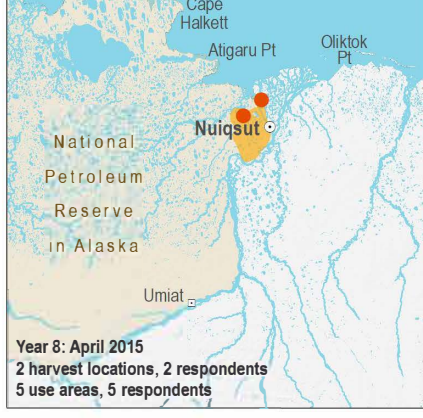 Cape
Halkett
Atigaru Pt
Oliktok
Pt
Nuiqsut
National
Petroleum
Reserve
in Alaska
Umiat
Year 8: April 2015
2 harvest locations, 2 respondents
5 use areas, 5 respondents